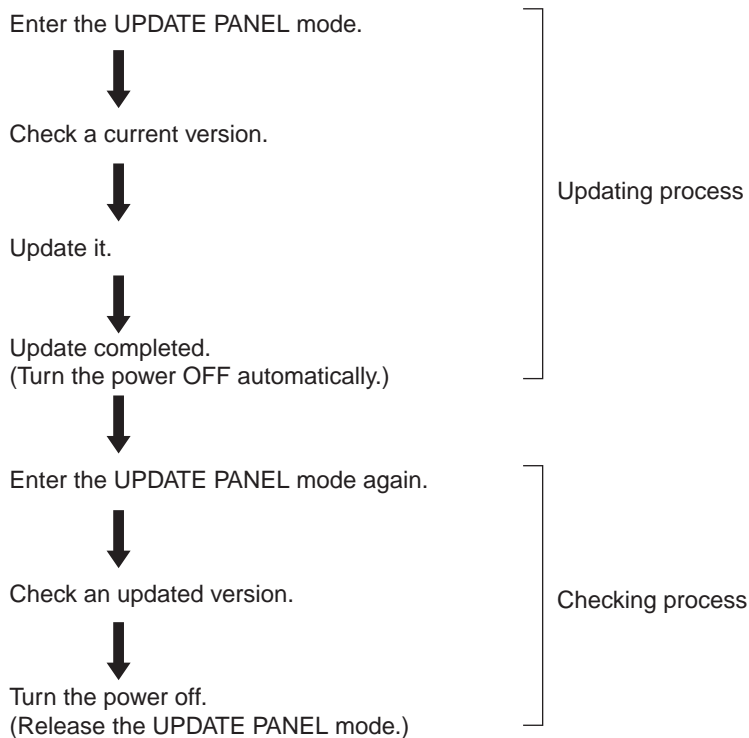 Enter the UPDATE PANEL mode.
Check a current version.
Updating process
Update it.
Update completed.
(Turn the power OFF automatically.)
Enter the UPDATE PANEL mode again.
Check an updated version.
Checking process
Turn the power off.
(Release the UPDATE PANEL mode.)